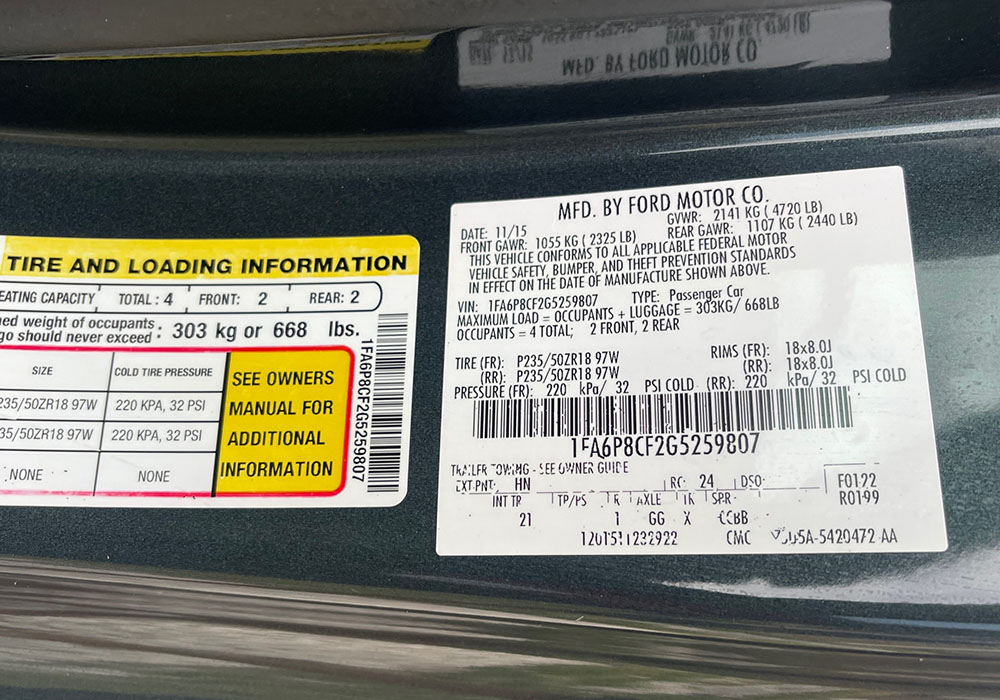 MFD. BY FORD MOTOR CO.
TIRE AND LOADING INFORMATION
EATING CAPACITY TOTAL : 4 FRONT: 2 REAR: 2
ned weight of occupants
go should never exceed : 303 kg or 668 lbs.
SIZE COLD TIRE PRESSURE
235/50ZR18 97W 220 KPA, 32 PSI
35/50ZR18 97W 220 KPA, 32 PSI
NONE NONE
SEE OWNERS
MANUAL FOR
ADDITIONAL
INFORMATION
1FA6P8CF2G5259807
MFD. BY FORD MOTOR CO.
DATE: 11/15 GVWR: 2141 KG ( 4720 LB)
FRONT GAWR: 1055 KG ( 2325 LB) REAR GAWR: 1107 KG ( 2440 LB)
THIS VEHICLE CONFORMS TO ALL APPLICABLE FEDERAL MOTOR
VEHICLE SAFETY, BUMPER, AND THEFT PREVENTION STANDARDS
IN EFFECT ON THE DATE OF MANUFACTURE SHOWN ABOVE.
VIN: 1FA6P8CF2G5259807 TYPE: Passenger Car
MAXIMUM LOAD = OCCUPANTS + LUGGAGE = 303KG/ 668LB
OCCUPANTS = 4 TOTAL; 2 FRONT, 2 REAR
TIRE (FR): P235/50ZR18 97W RIMS (FR): 18x8.0J
(RR): P235/50ZR18 97W (RR): 18x8.0J
PRESSURE (FR): 220 kPa/ 32 PSI COLD (RR): 220 kPa/ 32 PSI COLD
1FA6P8CF2G5259807
TRAILER TOWING - SEE OWNER GUIDE
EXT PNT: HN RC: 24 DSO: F0122
INT TR TP/PS R AXLE TR SPR R0199
21 1 GG X CCBB
CMC 5420472 AA